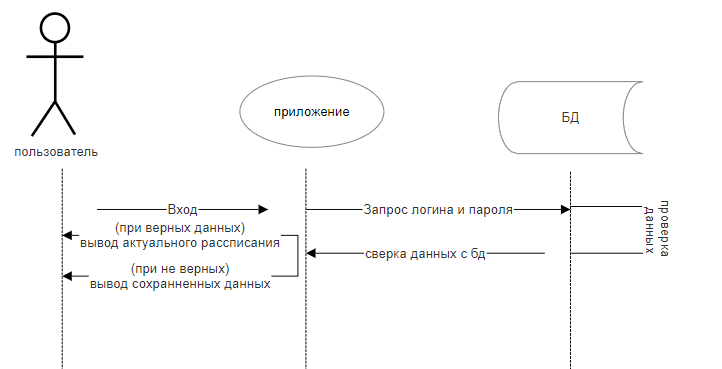 приложение
БД
пользователь
Вход
Запрос логина и пароля
проверка
данных
(при верных данных)
вывод актуального рассписания
сверка данных с бд
(при не верных)
вывод сохранненных данных